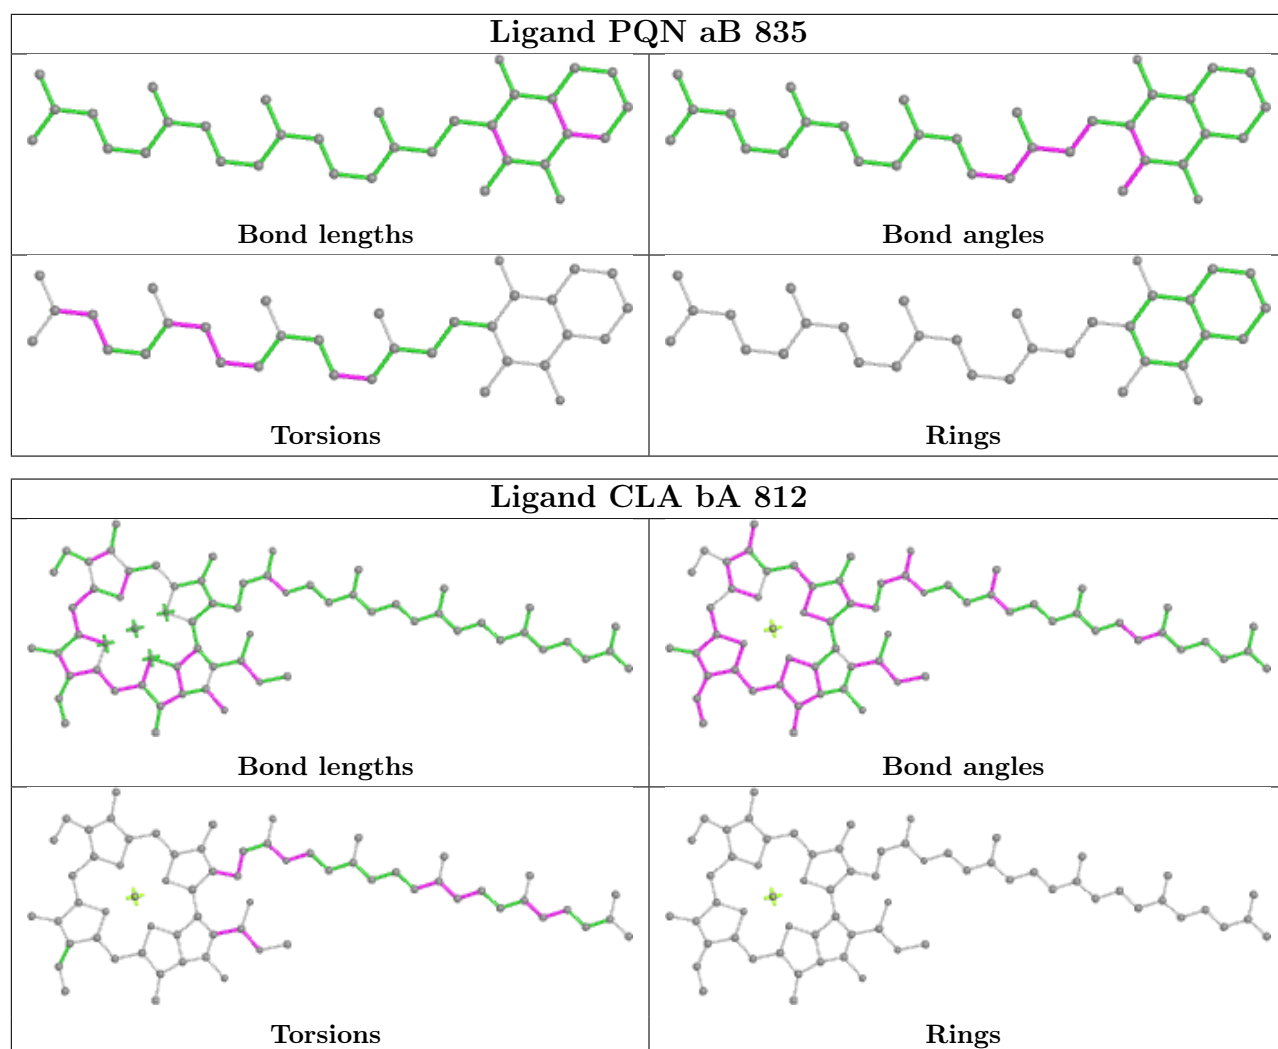 Ligand PQN aB 835
Bond lengths
Bond angles
Torsions
Rings
Ligand CLA bA 812
Bond lengths
Bond angles
Torsions
Rings